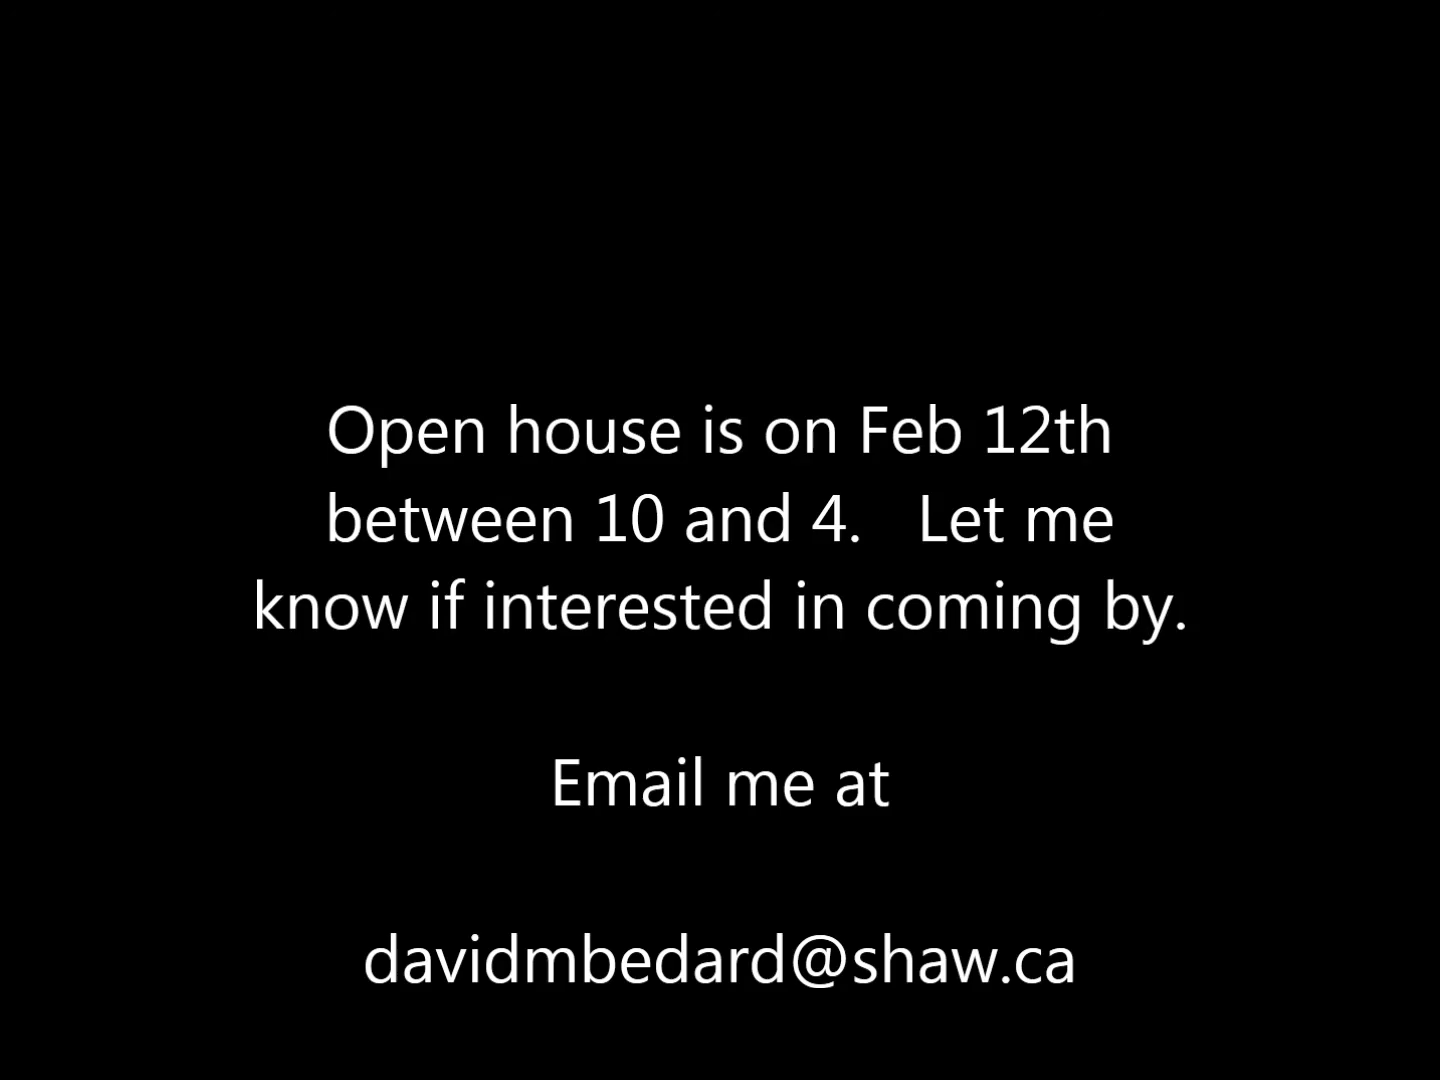 Open house is on Feb 12th
between 10 and 4.   Let me
know if interested in coming by.
Email me at
davidmbedard@shaw.ca